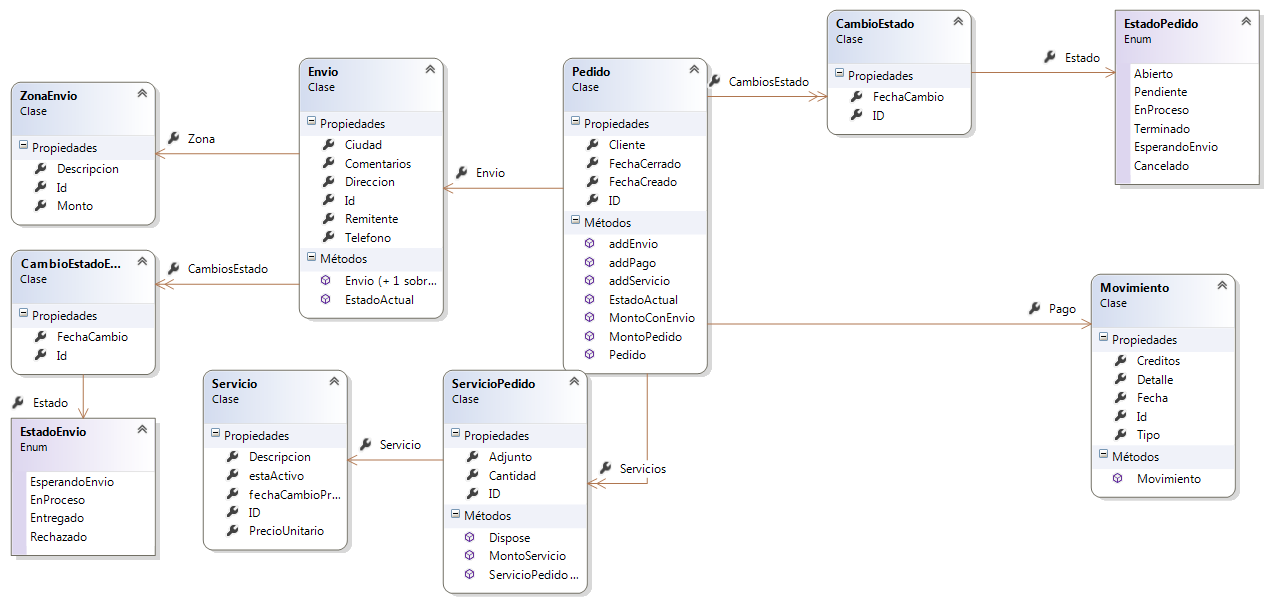 ZonaEnvio
Clase
Propiedades
Descripcion
Id
Monto
Zona
Envio
Clase
Propiedades
Ciudad
Comentarios
Direccion
Id
Remitente
Telefono
Métodos
Envio (+ 1 sobr...
EstadoActual
Envio
Pedido
Clase
Propiedades
Cliente
FechaCerrado
FechaCreado
ID
Métodos
addEnvio
addPago
addServicio
EstadoActual
MontoConEnvio
MontoPedido
Pedido
CambiosEstado
CambioEstado
Clase
Propiedades
FechaCambio
ID
Estado
EstadoPedido
Enum
Abierto
Pendiente
EnProceso
Terminado
EsperandoEnvio
Cancelado
CambiosEstado
CambioEstadoE...
Clase
Propiedades
FechaCambio
Id
Estado
EstadoEnvio
Enum
EsperandoEnvio
EnProceso
Entregado
Rechazado
Servicio
Clase
Propiedades
Descripcion
estaActivo
fechaCambioPr...
ID
PrecioUnitario
Servicio
ServicioPedido
Clase
Propiedades
Adjunto
Cantidad
ID
Métodos
Dispose
MontoServicio
ServicioPedido ...
Servicios
Pago
Movimiento
Clase
Propiedades
Creditos
Detalle
Fecha
Id
Tipo
Métodos
Movimiento